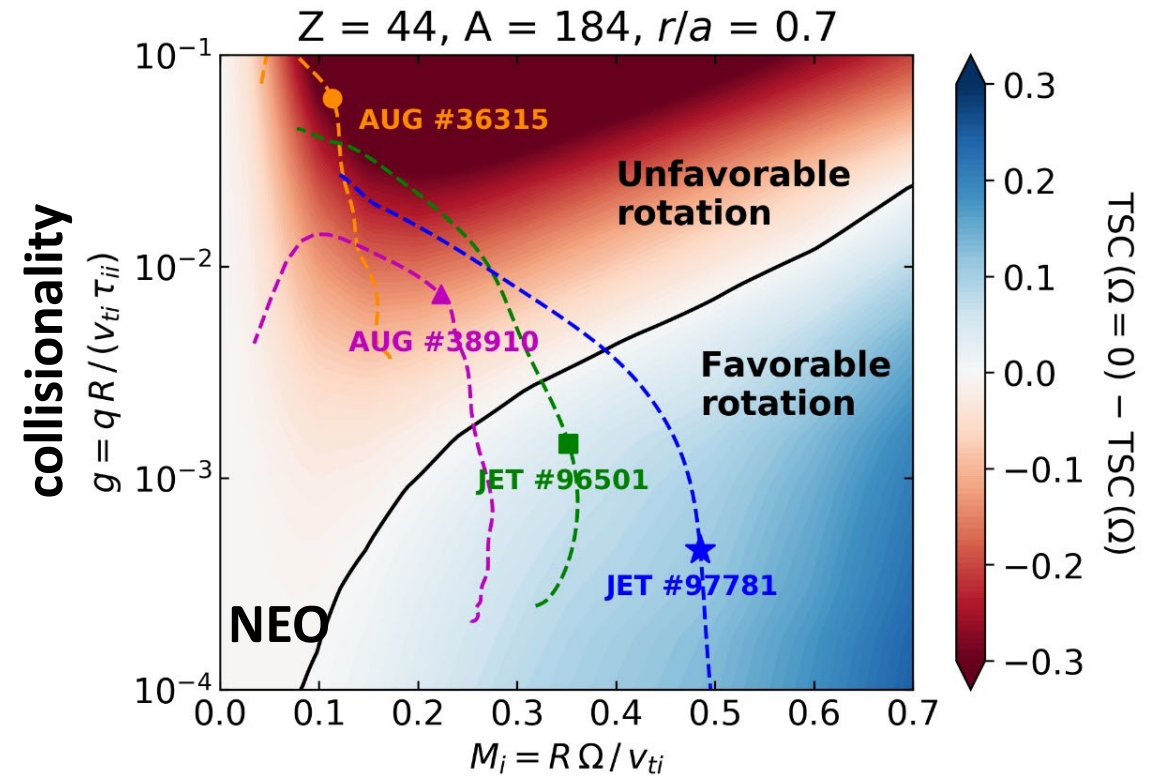 Z = 44, A = 184, r/a = 0.7
collisionality
g = q R / (v_ti τ_ii)
10⁻¹
10⁻²
10⁻³
10⁻⁴
AUG #36315
Unfavorable
rotation
AUG #38910
Favorable
rotation
JET #96501
JET #97781
NEO
0.0 0.1 0.2 0.3 0.4 0.5 0.6 0.7
M_i = R Ω / v_ti
0.3
0.2
0.1
0.0
−0.1
−0.2
−0.3
TSC (Ω = 0) − TSC (Ω)